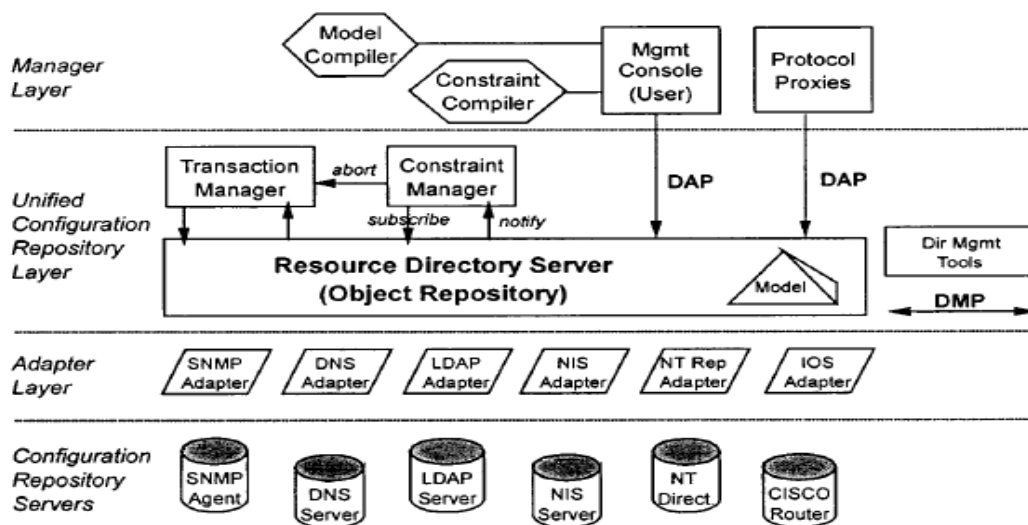 Manager
Layer
Model
Compiler
Constraint
Compiler
Mgmt
Console
(User)
Protocol
Proxies
Unified
Configuration
Repository
Layer
Transaction
Manager
abort
Constraint
Manager
subscribe
notify
DAP
DAP
Resource Directory Server
(Object Repository)
Model
Dir Mgmt
Tools
DMP
Adapter
Layer
SNMP
Adapter
DNS
Adapter
LDAP
Adapter
NIS
Adapter
NT Rep
Adapter
IOS
Adapter
Configuration
Repository
Servers
SNMP
Agent
DNS
Server
LDAP
Server
NIS
Server
NT
Direct
CISCO
Router